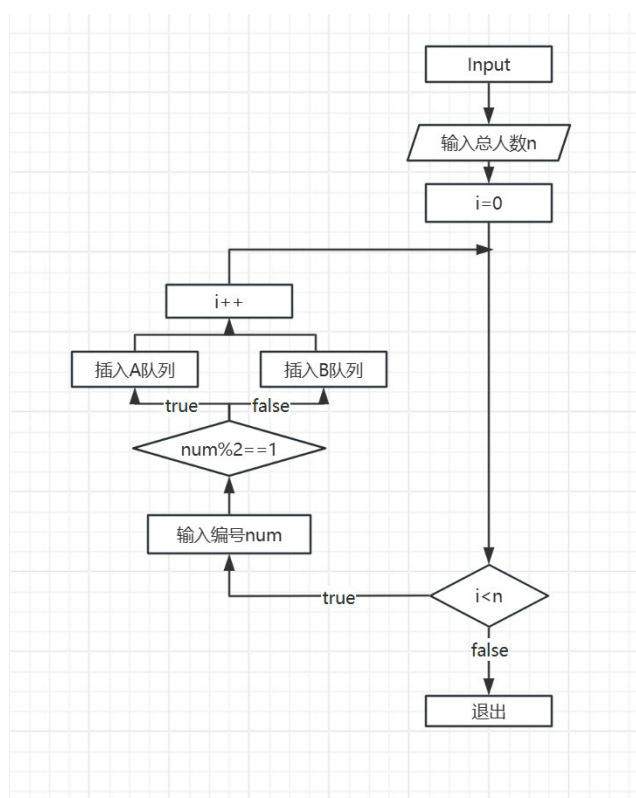 Input
输入总人数n
i=0
i++
插入A队列
插入B队列
true
false
num%2==1
输入编号num
true
i<n
false
退出